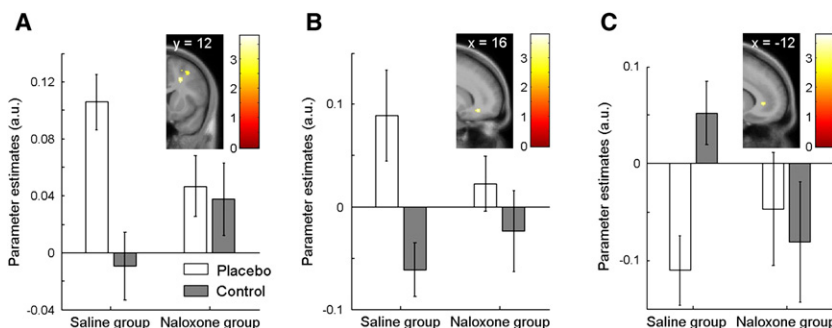 A
Parameter estimates (a.u.)
0.12
0.08
0.04
0
-0.04
y = 12
3
2
1
0
Placebo
Control
Saline group
Naloxone group
B
Parameter estimates (a.u.)
0.1
0
-0.1
x = 16
3
2
1
0
Saline group
Naloxone group
C
Parameter estimates (a.u.)
0.1
0
-0.1
x = -12
3
2
1
0
Saline group
Naloxone group